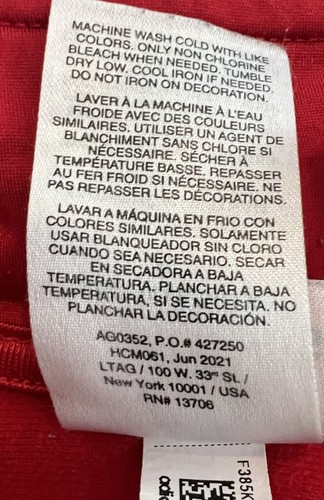 MACHINE WASH COLD WITH LIKE
COLORS. ONLY NON CHLORINE
BLEACH WHEN NEEDED. TUMBLE
DRY LOW. COOL IRON IF NEEDED.
DO NOT IRON ON DECORATION.
LAVER À LA MACHINE À L'EAU
FROIDE AVEC DES COULEURS
SIMILAIRES. UTILISER UN AGENT DE
BLANCHIMENT SANS CHLORE SI
NÉCESSAIRE. SÉCHER À
TEMPÉRATURE BASSE. REPASSER
AU FER FROID SI NÉCESSAIRE. NE
PAS REPASSER LES DÉCORATIONS.
LAVAR A MÁQUINA EN FRIO CON
COLORES SIMILARES. SOLAMENTE
USAR BLANQUEADOR SIN CLORO
CUANDO SEA NECESARIO. SECAR
EN SECADORA A BAJA
TEMPERATURA. PLANCHAR A BAJA
TEMPERATURA, SI SE NECESITA. NO
PLANCHAR LA DECORACIÓN.
AG0352, P.O.# 427250
HCM061, Jun 2021
LTAG / 100 W. 33rd St. /
New York 10001 / USA
RN# 13706
F385K